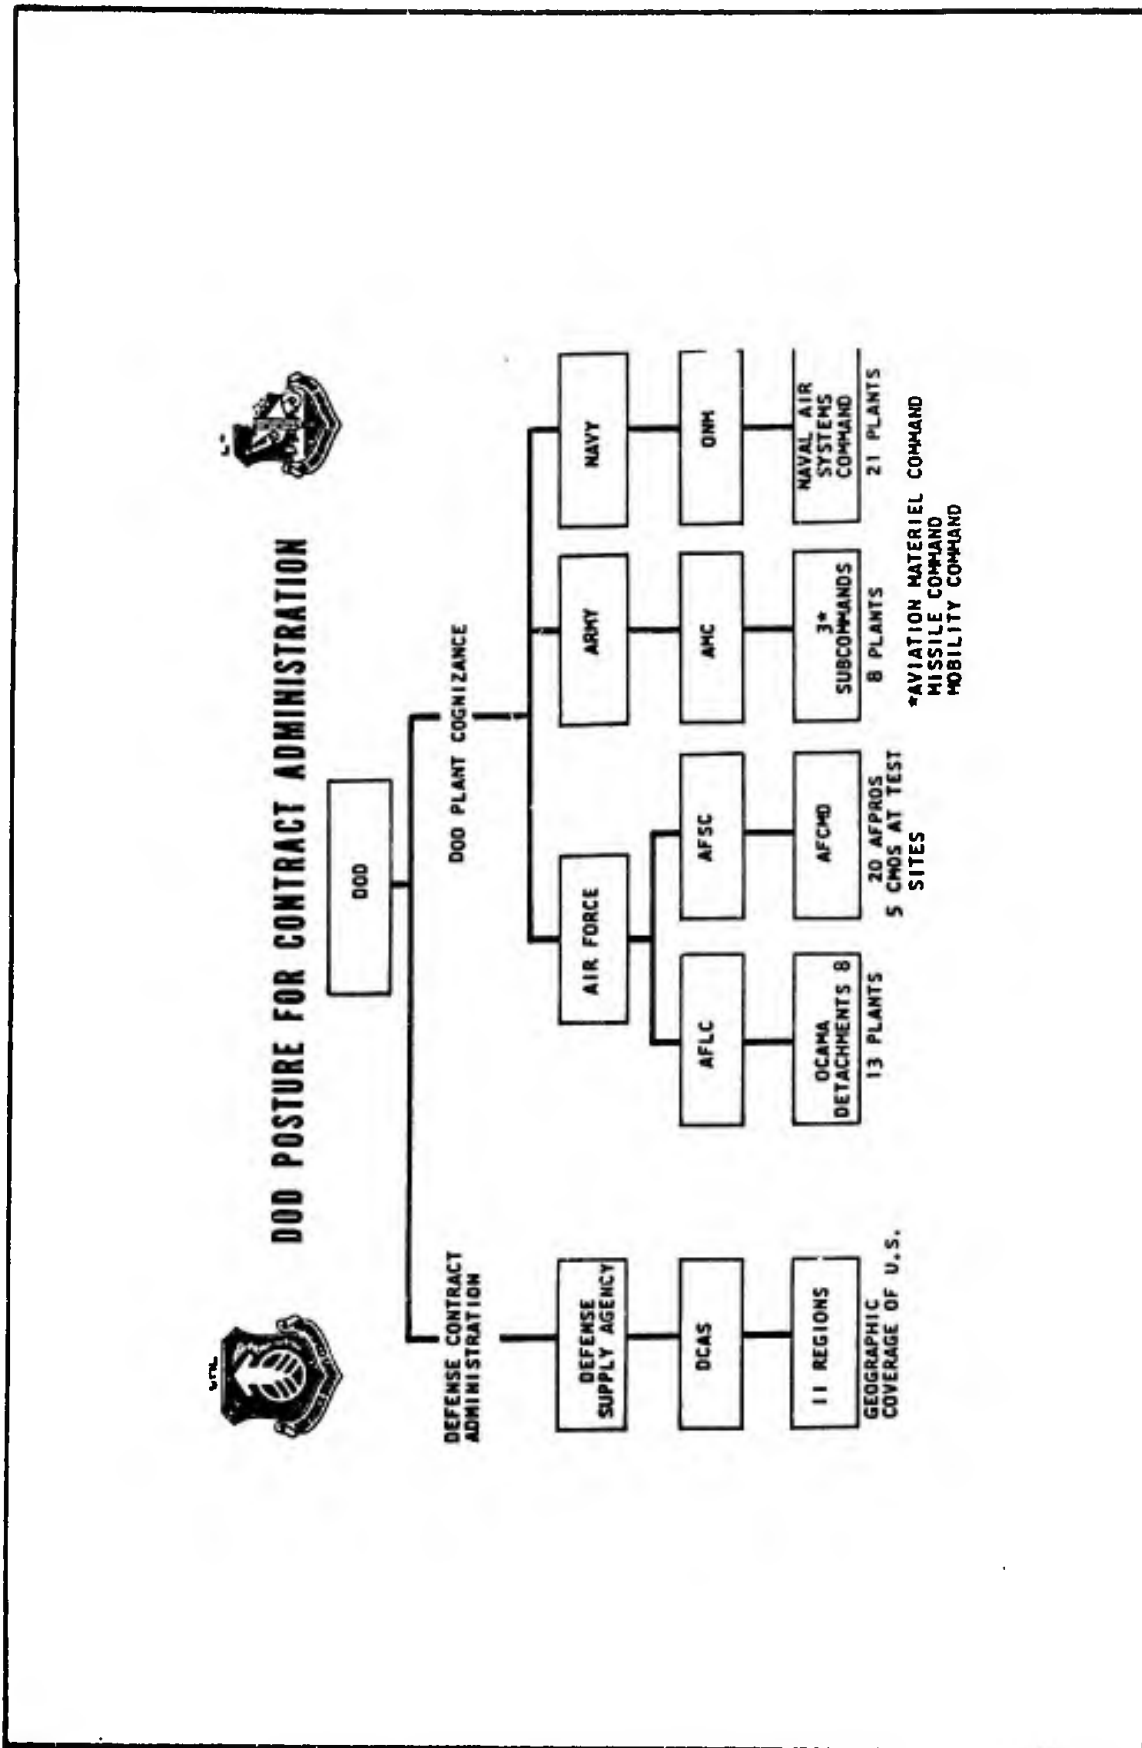 DOD POSTURE FOR CONTRACT ADMINISTRATION
DOD
DEFENSE CONTRACT
ADMINISTRATION
DOD PLANT COGNIZANCE
DEFENSE
SUPPLY AGENCY
AIR FORCE
ARMY
NAVY
DCAS
AFLC
AFSC
AMC
ONM
11 REGIONS
OCAMA
DETACHMENTS 8
AFCMD
3*
SUBCOMMANDS
NAVAL AIR
SYSTEMS
COMMAND
GEOGRAPHIC
COVERAGE OF U.S.
13 PLANTS
20 AFPROS
5 CMOS AT TEST
SITES
8 PLANTS
21 PLANTS
*AVIATION MATERIEL COMMAND
MISSILE COMMAND
MOBILITY COMMAND